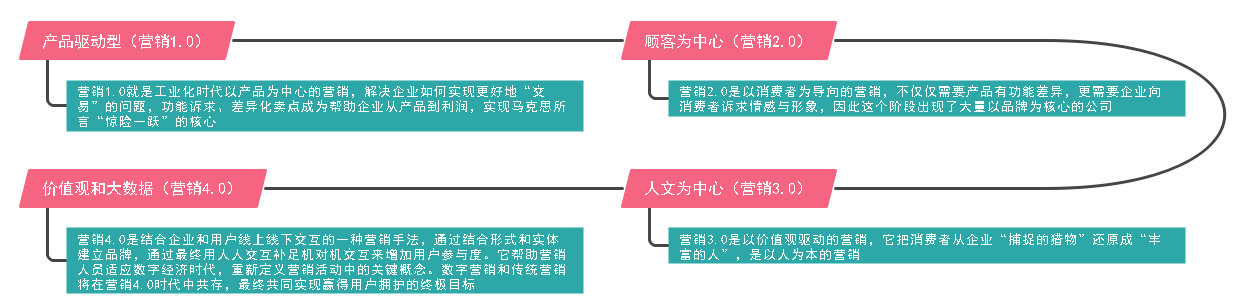 产品驱动型（营销1.0）
营销1.0就是工业化时代以产品为中心的营销，解决企业如何实现更好地“交
易”的问题，功能诉求、差异化卖点成为帮助企业从产品到利润，实现马克思所
言“惊险一跃”的核心
顾客为中心（营销2.0）
营销2.0是以消费者为导向的营销，不仅仅需要产品有功能差异，更需要企业向
消费者诉求情感与形象，因此这个阶段出现了大量以品牌为核心的公司
人文为中心（营销3.0）
营销3.0是以价值观驱动的营销，它把消费者从企业“捕捉的猎物”还原成“丰
富的人”，是以人为本的营销
价值观和大数据（营销4.0）
营销4.0是结合企业和用户线上线下交互的一种营销手法，通过结合形式和实体
建立品牌，通过最终用人人交互补足机对机交互来增加用户参与度。它帮助营销
人员适应数字经济时代，重新定义营销活动中的关键概念。数字营销和传统营销
将在营销4.0时代中共存，最终共同实现赢得用户拥护的终极目标